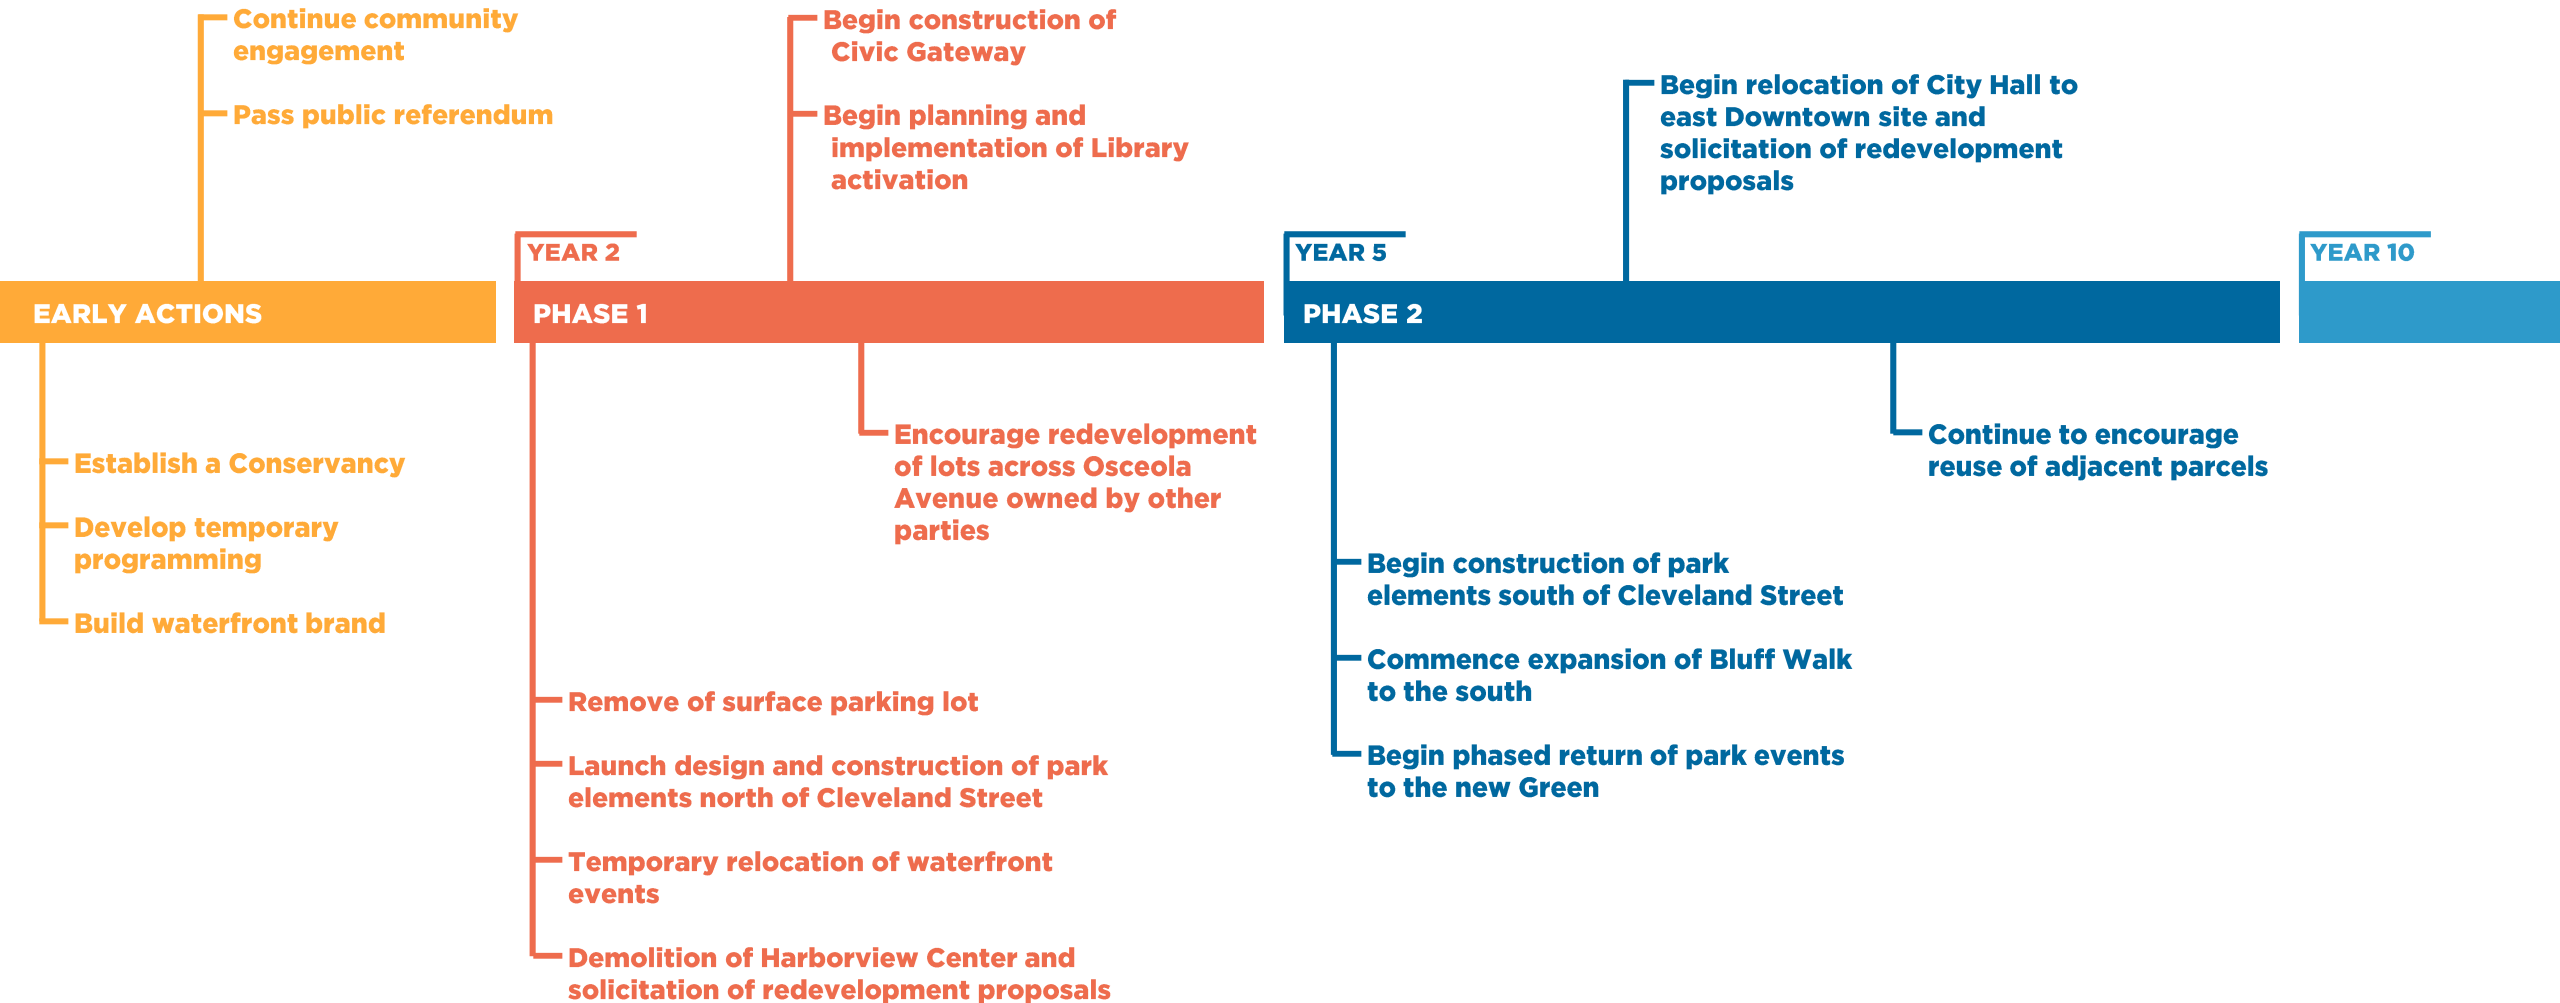 Continue community
engagement
Pass public referendum
Begin construction of
Civic Gateway
Begin planning and
implementation of Library
activation
Begin relocation of City Hall to
east Downtown site and
solicitation of redevelopment
proposals
YEAR 2
YEAR 5
YEAR 10
EARLY ACTIONS
PHASE 1
PHASE 2
Establish a Conservancy
Develop temporary
programming
Build waterfront brand
Encourage redevelopment
of lots across Osceola
Avenue owned by other
parties
Remove of surface parking lot
Launch design and construction of park
elements north of Cleveland Street
Temporary relocation of waterfront
events
Demolition of Harborview Center and
solicitation of redevelopment proposals
Continue to encourage
reuse of adjacent parcels
Begin construction of park
elements south of Cleveland Street
Commence expansion of Bluff Walk
to the south
Begin phased return of park events
to the new Green